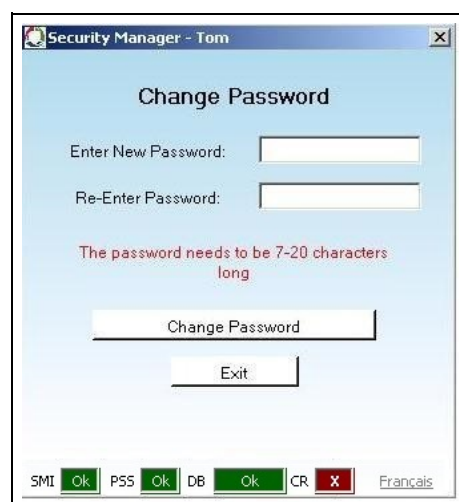 Security Manager - Tom
Change Password
Enter New Password:
Re-Enter Password:
The password needs to be 7-20 characters
long
Change Password
Exit
SMI Ok PSS Ok DB Ok CR X Français